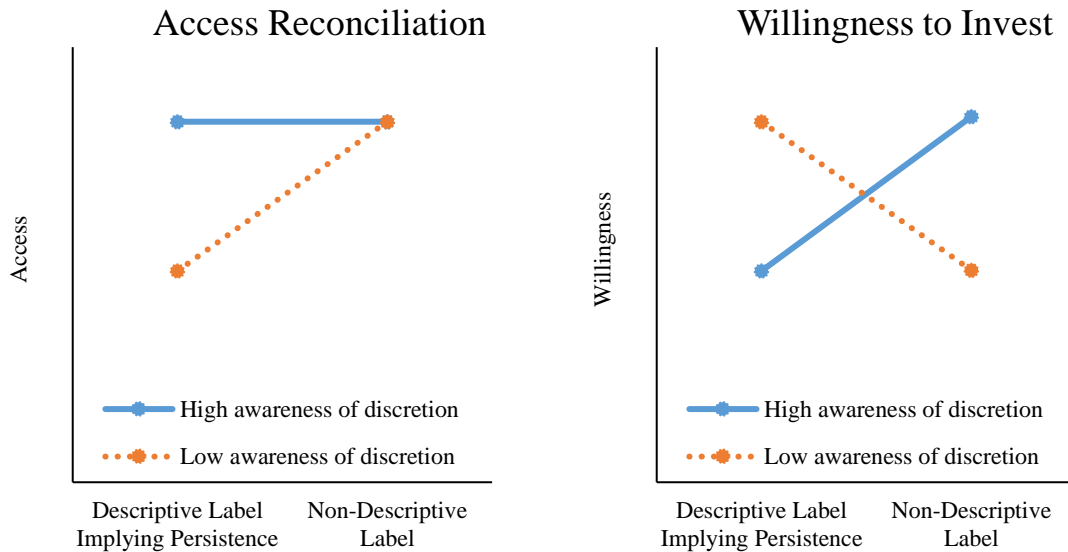 Access Reconciliation
Access
High awareness of discretion
Low awareness of discretion
Descriptive Label
Implying Persistence
Non-Descriptive
Label
Willingness to Invest
Willingness
High awareness of discretion
Low awareness of discretion
Descriptive Label
Implying Persistence
Non-Descriptive
Label